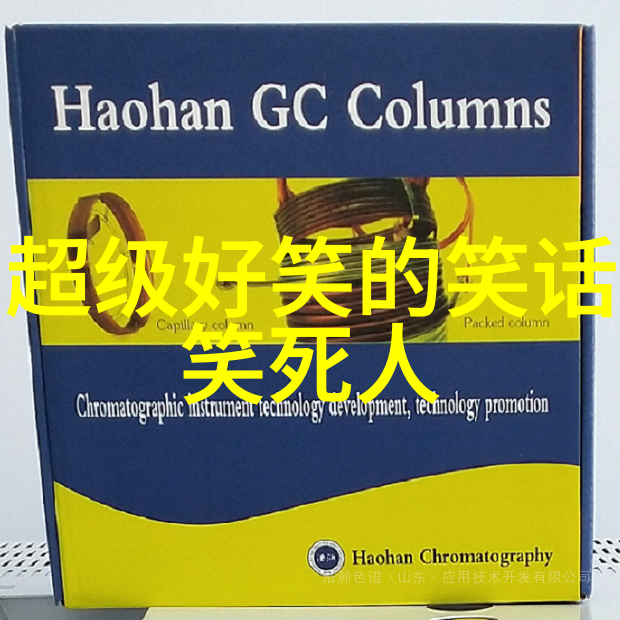 Haohan GC Columns
超级好笑的笑话
笑死人
Capillary column
Packed column
Chromatographic instrument technology development, technology promotion
Haohan Chromatography
浩瀚色谱（山东）应用技术开发有限公司